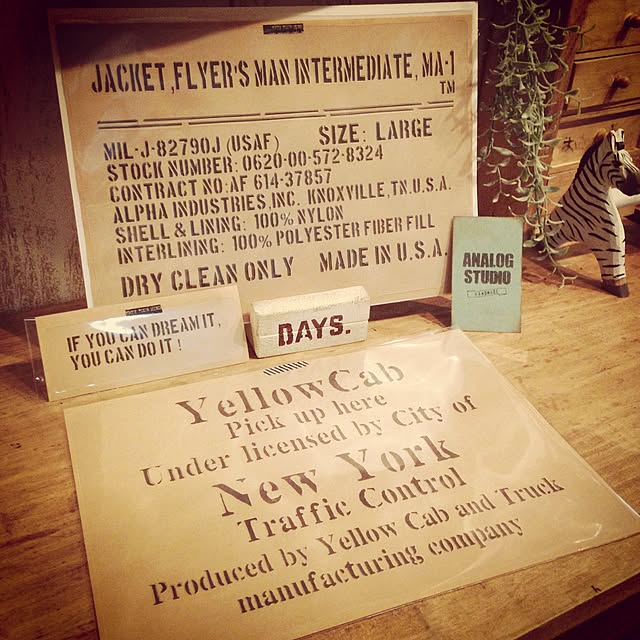 JACKET,FLYER'S MAN INTERMEDIATE, MA-1
TM
MIL-J-82790J (USAF) SIZE: LARGE
STOCK NUMBER: 0620-00-572-8324
CONTRACT NO: AF 614-37857
ALPHA INDUSTRIES,INC. KNOXVILLE,TN.U.S.A.
SHELL & LINING: 100% NYLON
INTERLINING: 100% POLYESTER FIBER FILL
DRY CLEAN ONLY MADE IN U.S.A.
ANALOG
STUDIO
IF YOU CAN DREAM IT,
YOU CAN DO IT !
DAYS.
YellowCab
Pick up here
Under licensed by City of
New York
Traffic Control
Produced by Yellow Cab and Truck
manufacturing company